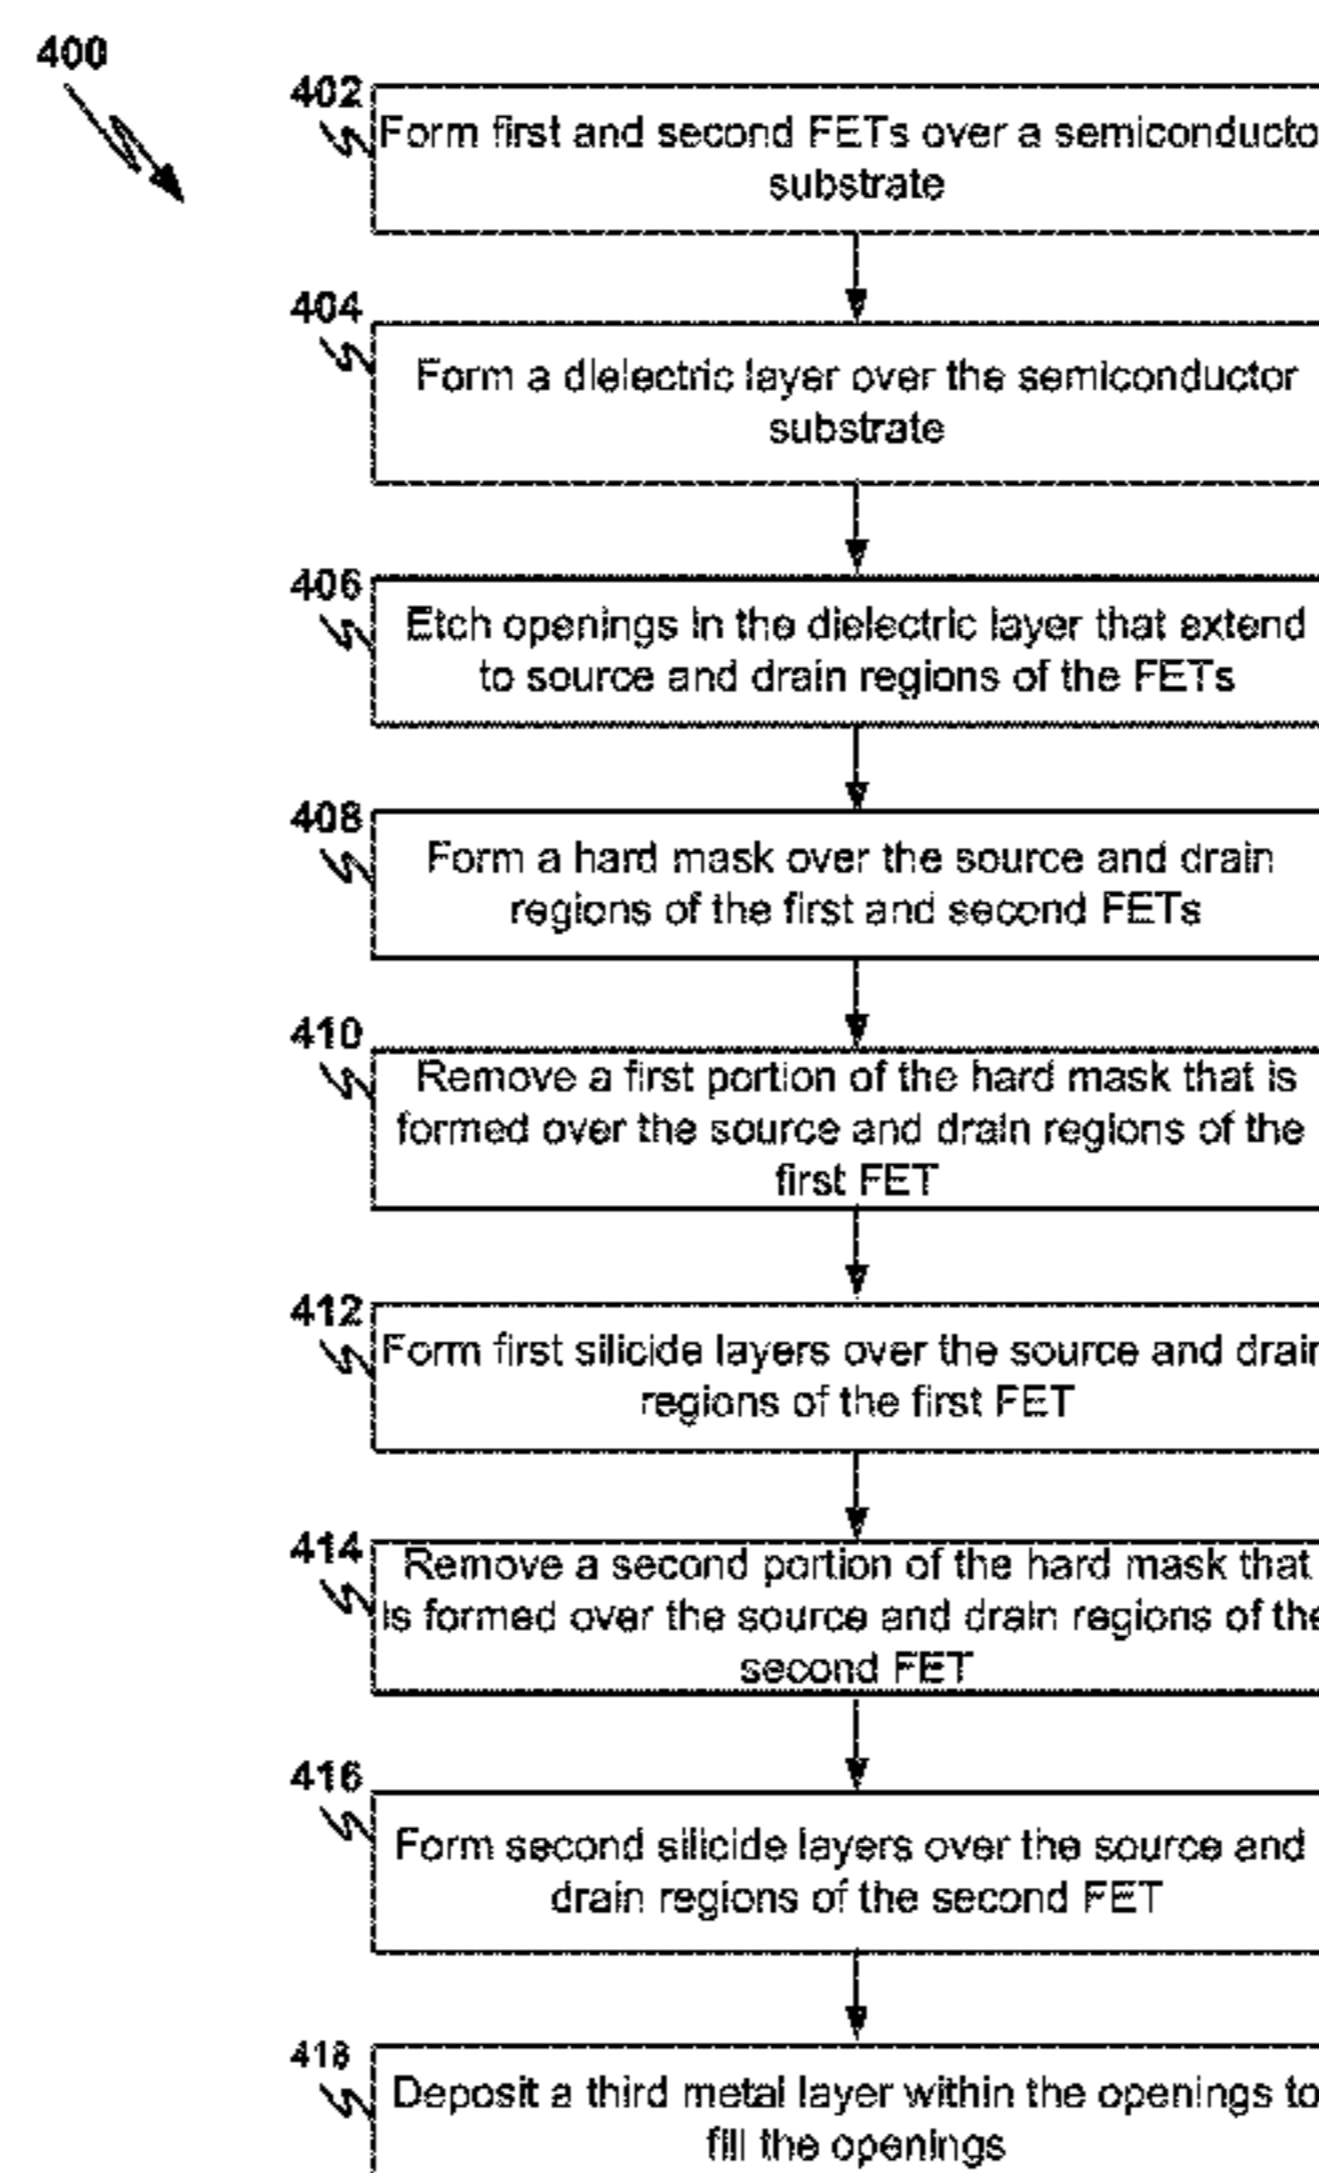 400
402
Form first and second FETs over a semiconducto
substrate
404
Form a dielectric layer over the semiconductor
substrate
406
Etch openings in the dielectric layer that extend
to source and drain regions of the FETs
408
Form a hard mask over the source and drain
regions of the first and second FETs
410
Remove a first portion of the hard mask that is
formed over the source and drain regions of the
first FET
412
Form first silicide layers over the source and drain
regions of the first FET
414
Remove a second portion of the hard mask that
is formed over the source and drain regions of the
second FET
416
Form second silicide layers over the source and
drain regions of the second FET
418
Deposit a third metal layer within the openings to
fill the openings